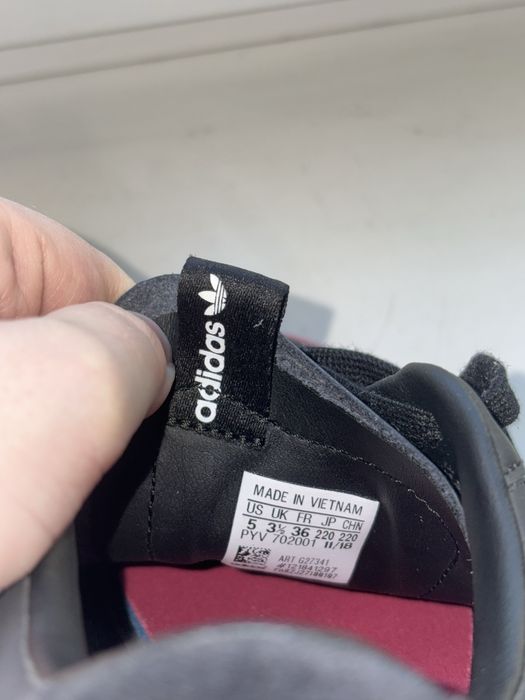 adidas
MADE IN VIETNAM
US UK FR JP CHN
5 3½ 36 220 220
PYV 702001 11/18
ART G27341
#121841297